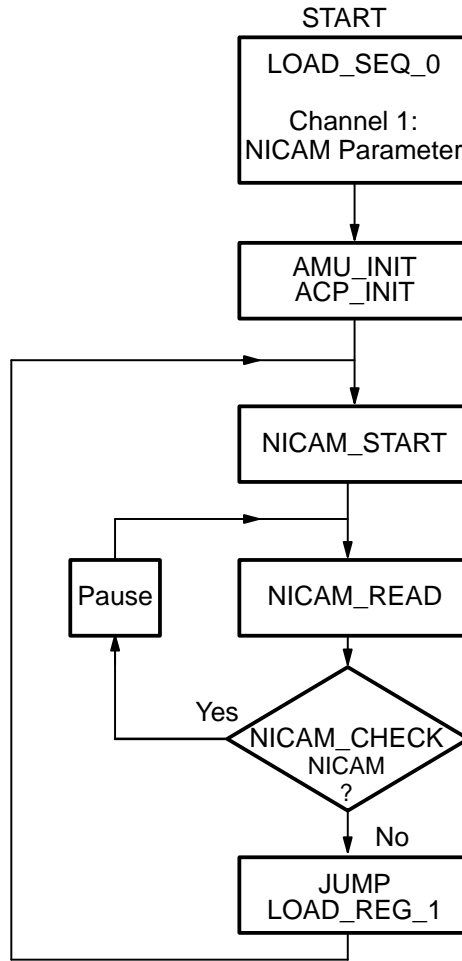 START
LOAD_SEQ_0
Channel 1:
NICAM Parameter
AMU_INIT
ACP_INIT
NICAM_START
Pause
NICAM_READ
Yes
NICAM_CHECK
NICAM
?
No
JUMP
LOAD_REG_1